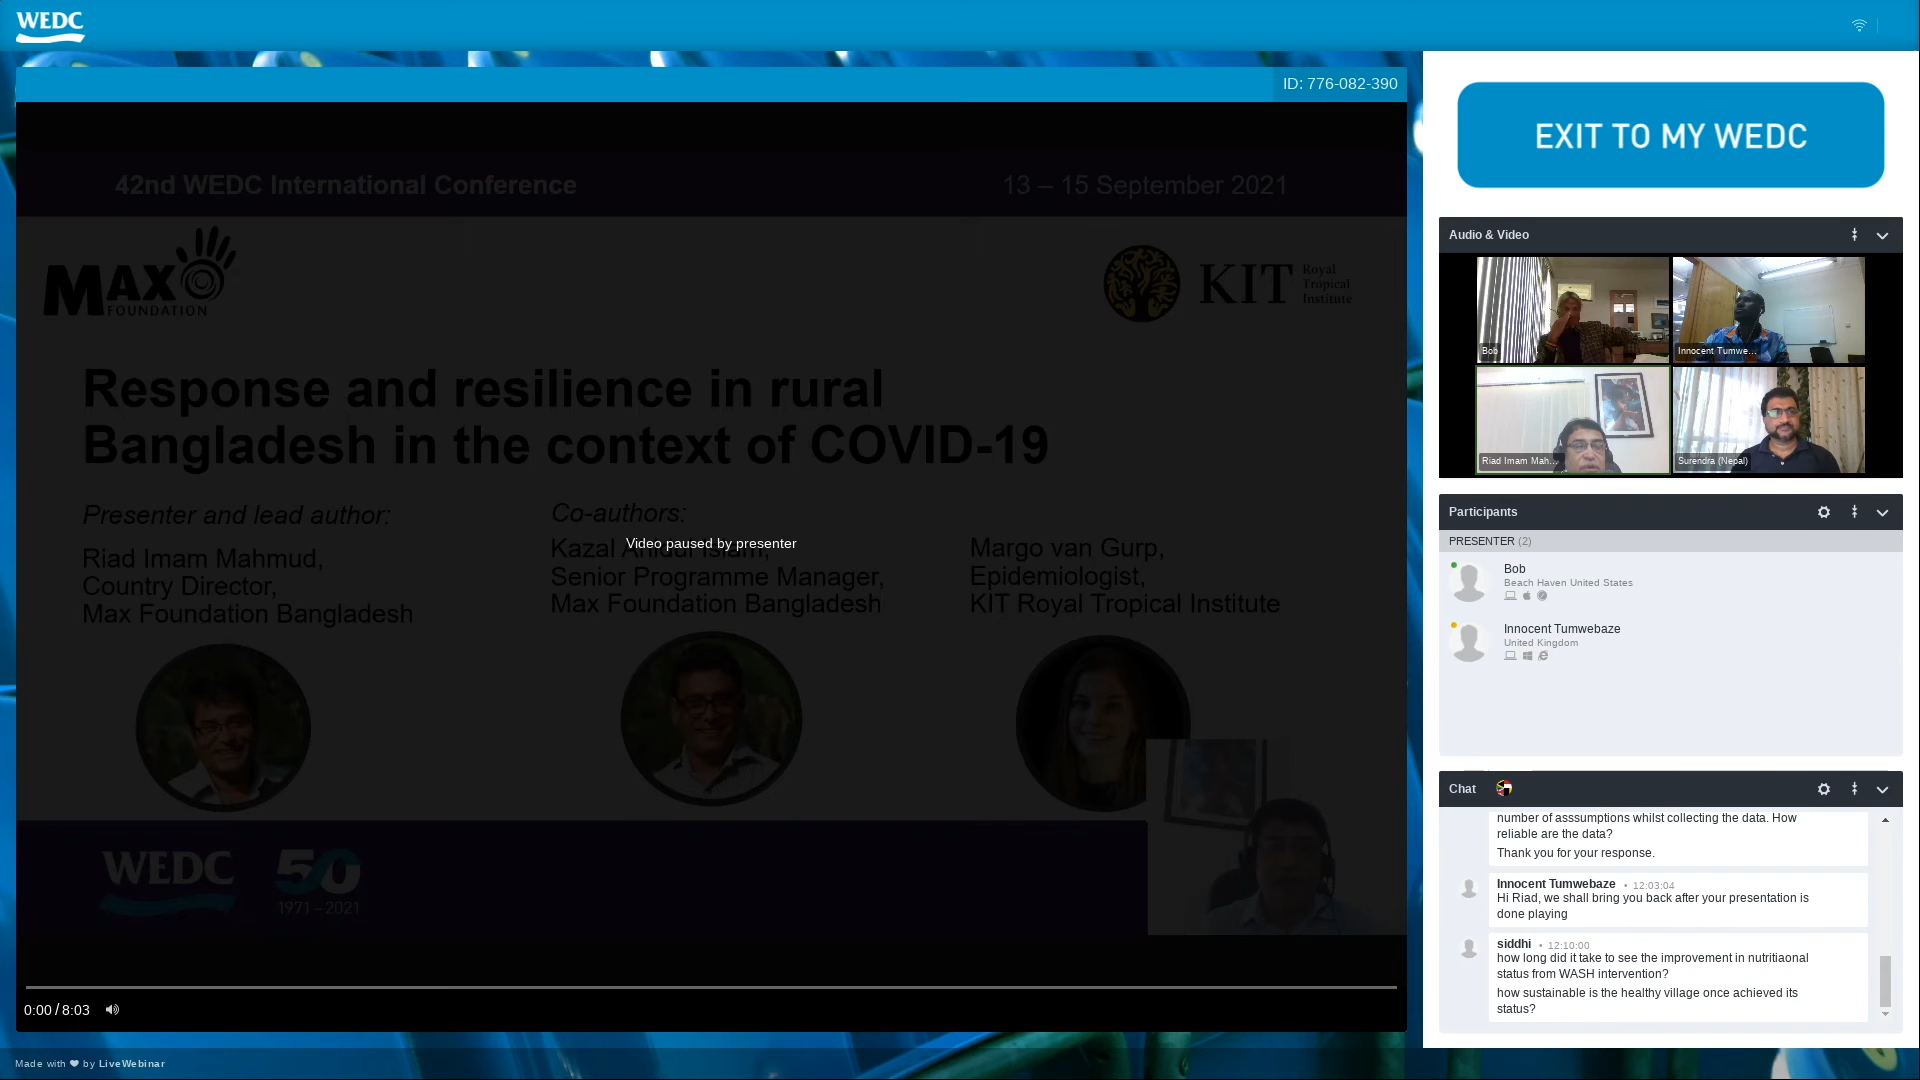 WEDC
ID: 776-082-390
42nd WEDC International Conference
13 – 15 September 2021
MAX
FOUNDATION
KIT
Royal
Tropical
Institute
Response and resilience in rural
Bangladesh in the context of COVID-19
Presenter and lead author:
Riad Imam Mahmud,
Country Director,
Max Foundation Bangladesh
Co-authors:
Kazal Anidul Islam,
Senior Programme Manager,
Max Foundation Bangladesh
Margo van Gurp,
Epidemiologist,
KIT Royal Tropical Institute
Video paused by presenter
WEDC
50
1971 – 2021
0:00 / 8:03
Made with by LiveWebinar
EXIT TO MY WEDC
Audio & Video
Bob
Innocent Tumwe...
Riad Imam Mah...
Surendra (Nepal)
Participants
PRESENTER (2)
Bob
Beach Haven United States
Innocent Tumwebaze
United Kingdom
Chat
number of asssumptions whilst collecting the data. How
reliable are the data?
Thank you for your response.
Innocent Tumwebaze • 12:03:04
Hi Riad, we shall bring you back after your presentation is
done playing
siddhi • 12:10:00
how long did it take to see the improvement in nutritiaonal
status from WASH intervention?
how sustainable is the healthy village once achieved its
status?